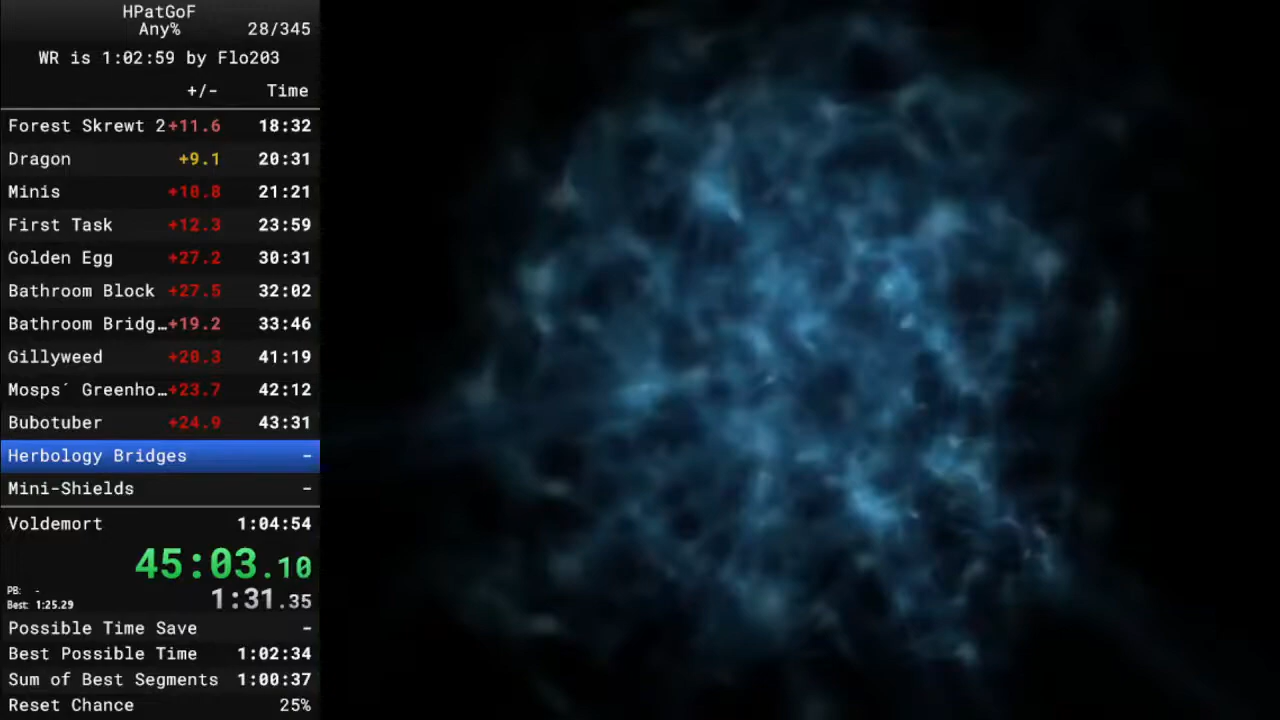 HPatGoF
Any% 28/345
WR is 1:02:59 by Flo203
+/- Time
Forest Skrewt 2 +11.6 18:32
Dragon +9.1 20:31
Minis +10.8 21:21
First Task +12.3 23:59
Golden Egg +27.2 30:31
Bathroom Block +27.5 32:02
Bathroom Bridg… +19.2 33:46
Gillyweed +20.3 41:19
Mosps´ Greenho… +23.7 42:12
Bubotuber +24.9 43:31
Herbology Bridges -
Mini-Shields -
Voldemort 1:04:54
45:03.10
PB: -
Best: 1:25.29 1:31.35
Possible Time Save -
Best Possible Time 1:02:34
Sum of Best Segments 1:00:37
Reset Chance 25%